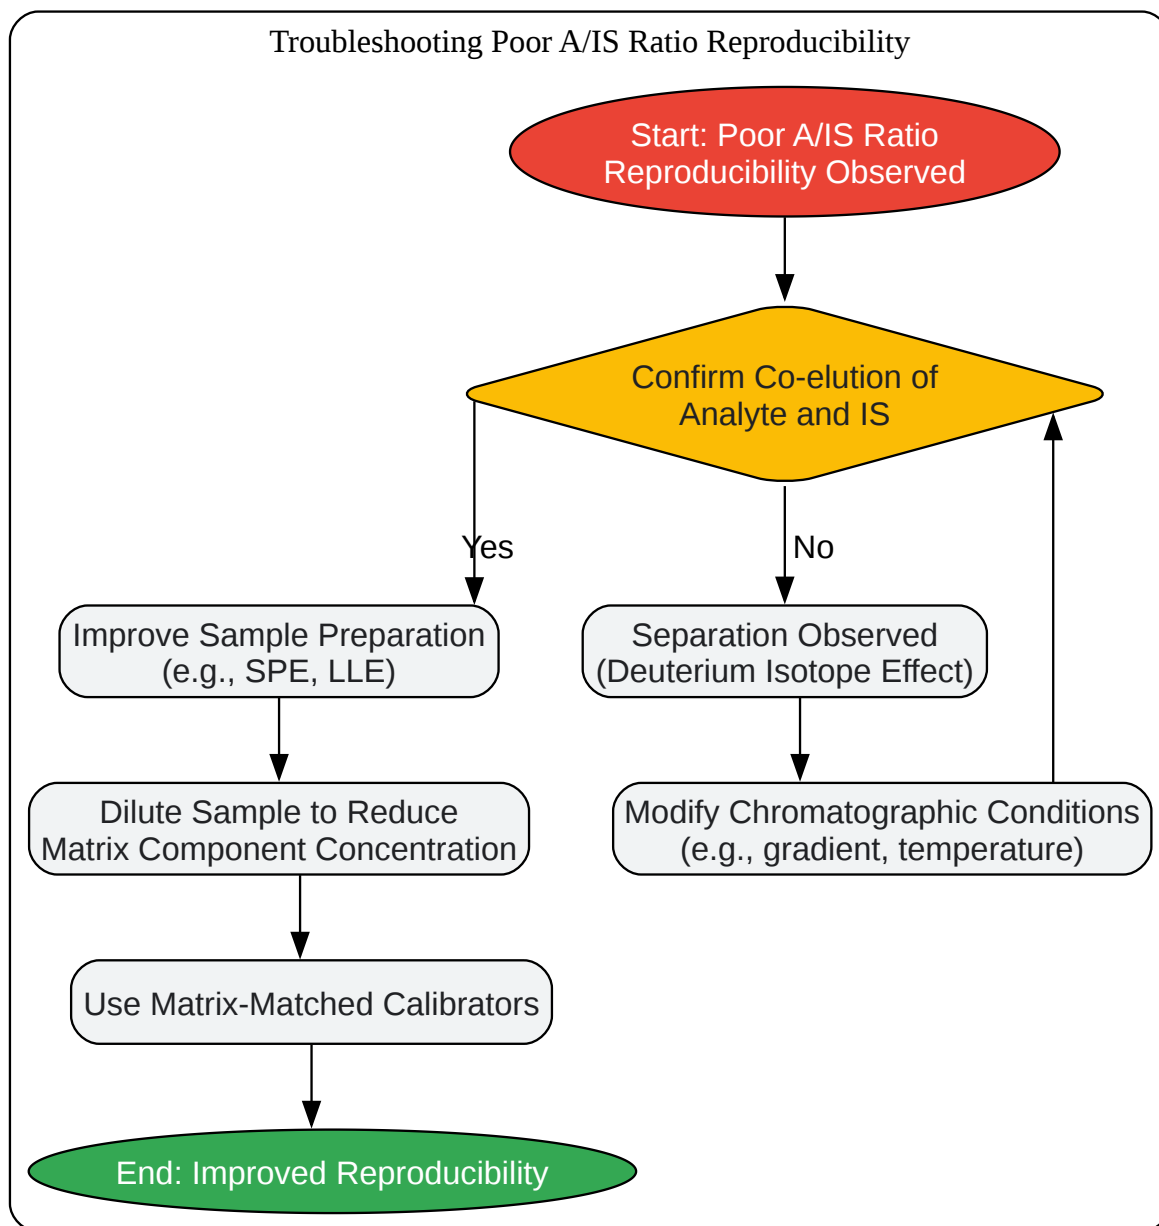 Troubleshooting Poor A/IS Ratio Reproducibility
Start: Poor A/IS Ratio
Reproducibility Observed
Confirm Co-elution of
Analyte and IS
Yes
No
Improve Sample Preparation
(e.g., SPE, LLE)
Separation Observed
(Deuterium Isotope Effect)
Dilute Sample to Reduce
Matrix Component Concentration
Modify Chromatographic Conditions
(e.g., gradient, temperature)
Use Matrix-Matched Calibrators
End: Improved Reproducibility